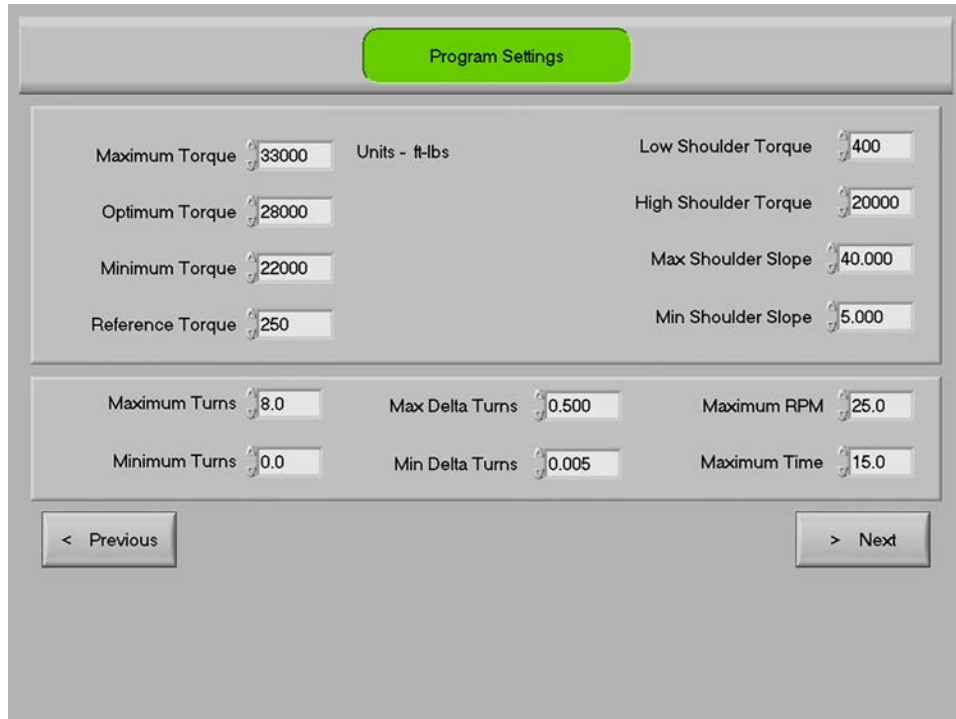 Program Settings
Maximum Torque 33000 Units - ft-lbs Low Shoulder Torque 400
Optimum Torque 28000 High Shoulder Torque 20000
Minimum Torque 22000 Max Shoulder Slope 40.000
Reference Torque 250 Min Shoulder Slope 5.000
Maximum Turns 8.0 Max Delta Turns 0.500 Maximum RPM 25.0
Minimum Turns 0.0 Min Delta Turns 0.005 Maximum Time 15.0
< Previous > Next